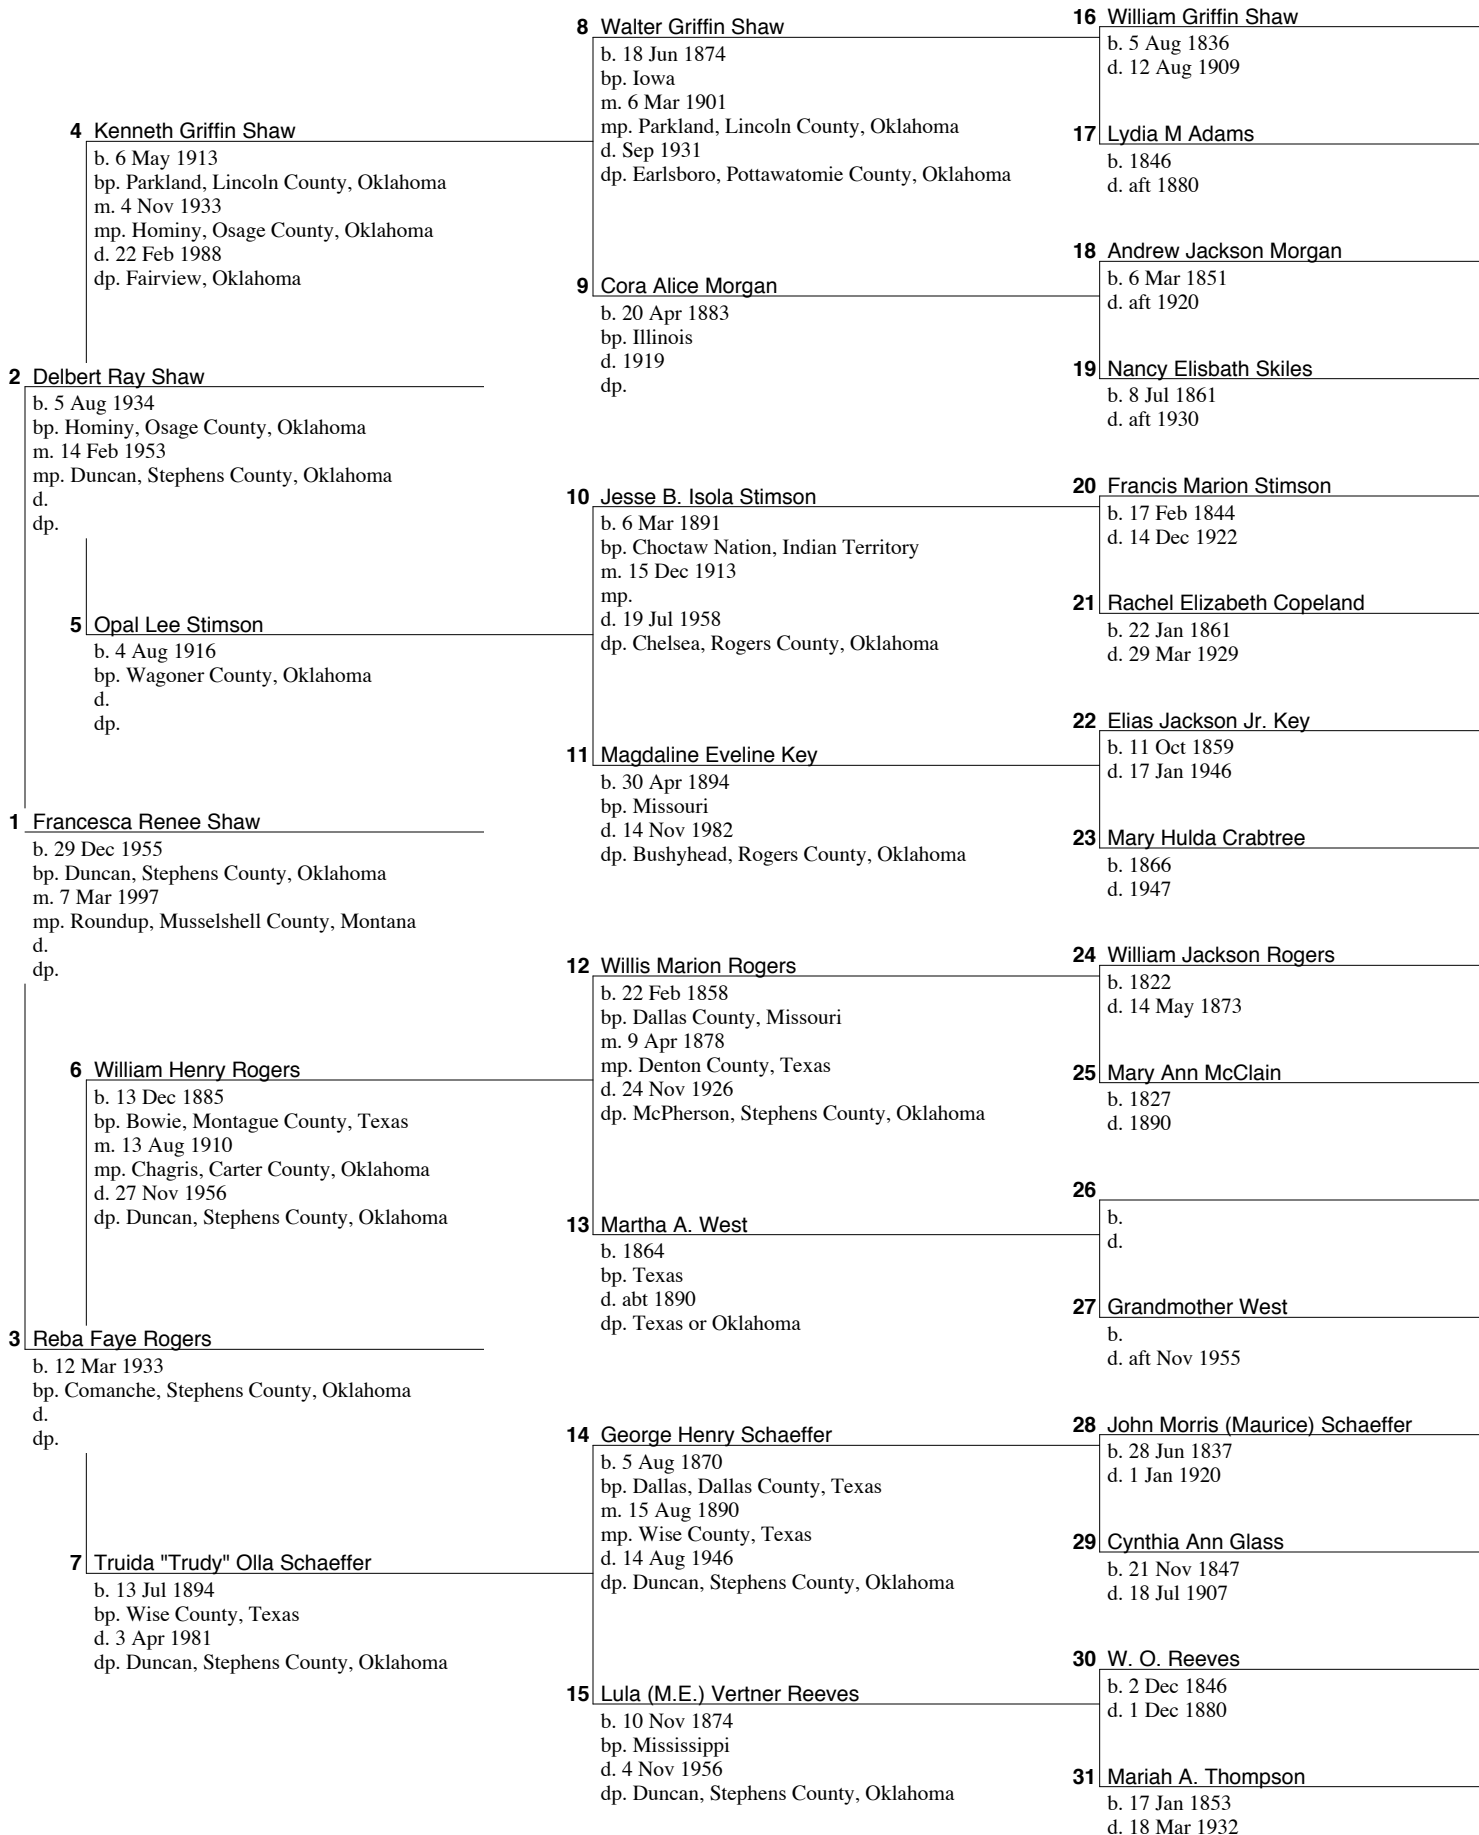 1 Francesca Renee Shaw
b. 29 Dec 1955
bp. Duncan, Stephens County, Oklahoma
m. 7 Mar 1997
mp. Roundup, Musselshell County, Montana
d.
dp.
2 Delbert Ray Shaw
b. 5 Aug 1934
bp. Hominy, Osage County, Oklahoma
m. 14 Feb 1953
mp. Duncan, Stephens County, Oklahoma
d.
dp.
3 Reba Faye Rogers
b. 12 Mar 1933
bp. Comanche, Stephens County, Oklahoma
d.
dp.
4 Kenneth Griffin Shaw
b. 6 May 1913
bp. Parkland, Lincoln County, Oklahoma
m. 4 Nov 1933
mp. Hominy, Osage County, Oklahoma
d. 22 Feb 1988
dp. Fairview, Oklahoma
5 Opal Lee Stimson
b. 4 Aug 1916
bp. Wagoner County, Oklahoma
d.
dp.
6 William Henry Rogers
b. 13 Dec 1885
bp. Bowie, Montague County, Texas
m. 13 Aug 1910
mp. Chagris, Carter County, Oklahoma
d. 27 Nov 1956
dp. Duncan, Stephens County, Oklahoma
7 Truida "Trudy" Olla Schaeffer
b. 13 Jul 1894
bp. Wise County, Texas
d. 3 Apr 1981
dp. Duncan, Stephens County, Oklahoma
8 Walter Griffin Shaw
b. 18 Jun 1874
bp. Iowa
m. 6 Mar 1901
mp. Parkland, Lincoln County, Oklahoma
d. Sep 1931
dp. Earlsboro, Pottawatomie County, Oklahoma
9 Cora Alice Morgan
b. 20 Apr 1883
bp. Illinois
d. 1919
dp.
10 Jesse B. Isola Stimson
b. 6 Mar 1891
bp. Choctaw Nation, Indian Territory
m. 15 Dec 1913
mp.
d. 19 Jul 1958
dp. Chelsea, Rogers County, Oklahoma
11 Magdaline Eveline Key
b. 30 Apr 1894
bp. Missouri
d. 14 Nov 1982
dp. Bushyhead, Rogers County, Oklahoma
12 Willis Marion Rogers
b. 22 Feb 1858
bp. Dallas County, Missouri
m. 9 Apr 1878
mp. Denton County, Texas
d. 24 Nov 1926
dp. McPherson, Stephens County, Oklahoma
13 Martha A. West
b. 1864
bp. Texas
d. abt 1890
dp. Texas or Oklahoma
14 George Henry Schaeffer
b. 5 Aug 1870
bp. Dallas, Dallas County, Texas
m. 15 Aug 1890
mp. Wise County, Texas
d. 14 Aug 1946
dp. Duncan, Stephens County, Oklahoma
15 Lula (M.E.) Vertner Reeves
b. 10 Nov 1874
bp. Mississippi
d. 4 Nov 1956
dp. Duncan, Stephens County, Oklahoma
16 William Griffin Shaw
b. 5 Aug 1836
d. 12 Aug 1909
17 Lydia M Adams
b. 1846
d. aft 1880
18 Andrew Jackson Morgan
b. 6 Mar 1851
d. aft 1920
19 Nancy Elisbath Skiles
b. 8 Jul 1861
d. aft 1930
20 Francis Marion Stimson
b. 17 Feb 1844
d. 14 Dec 1922
21 Rachel Elizabeth Copeland
b. 22 Jan 1861
d. 29 Mar 1929
22 Elias Jackson Jr. Key
b. 11 Oct 1859
d. 17 Jan 1946
23 Mary Hulda Crabtree
b. 1866
d. 1947
24 William Jackson Rogers
b. 1822
d. 14 May 1873
25 Mary Ann McClain
b. 1827
d. 1890
26
b.
d.
27 Grandmother West
b.
d. aft Nov 1955
28 John Morris (Maurice) Schaeffer
b. 28 Jun 1837
d. 1 Jan 1920
29 Cynthia Ann Glass
b. 21 Nov 1847
d. 18 Jul 1907
30 W. O. Reeves
b. 2 Dec 1846
d. 1 Dec 1880
31 Mariah A. Thompson
b. 17 Jan 1853
d. 18 Mar 1932